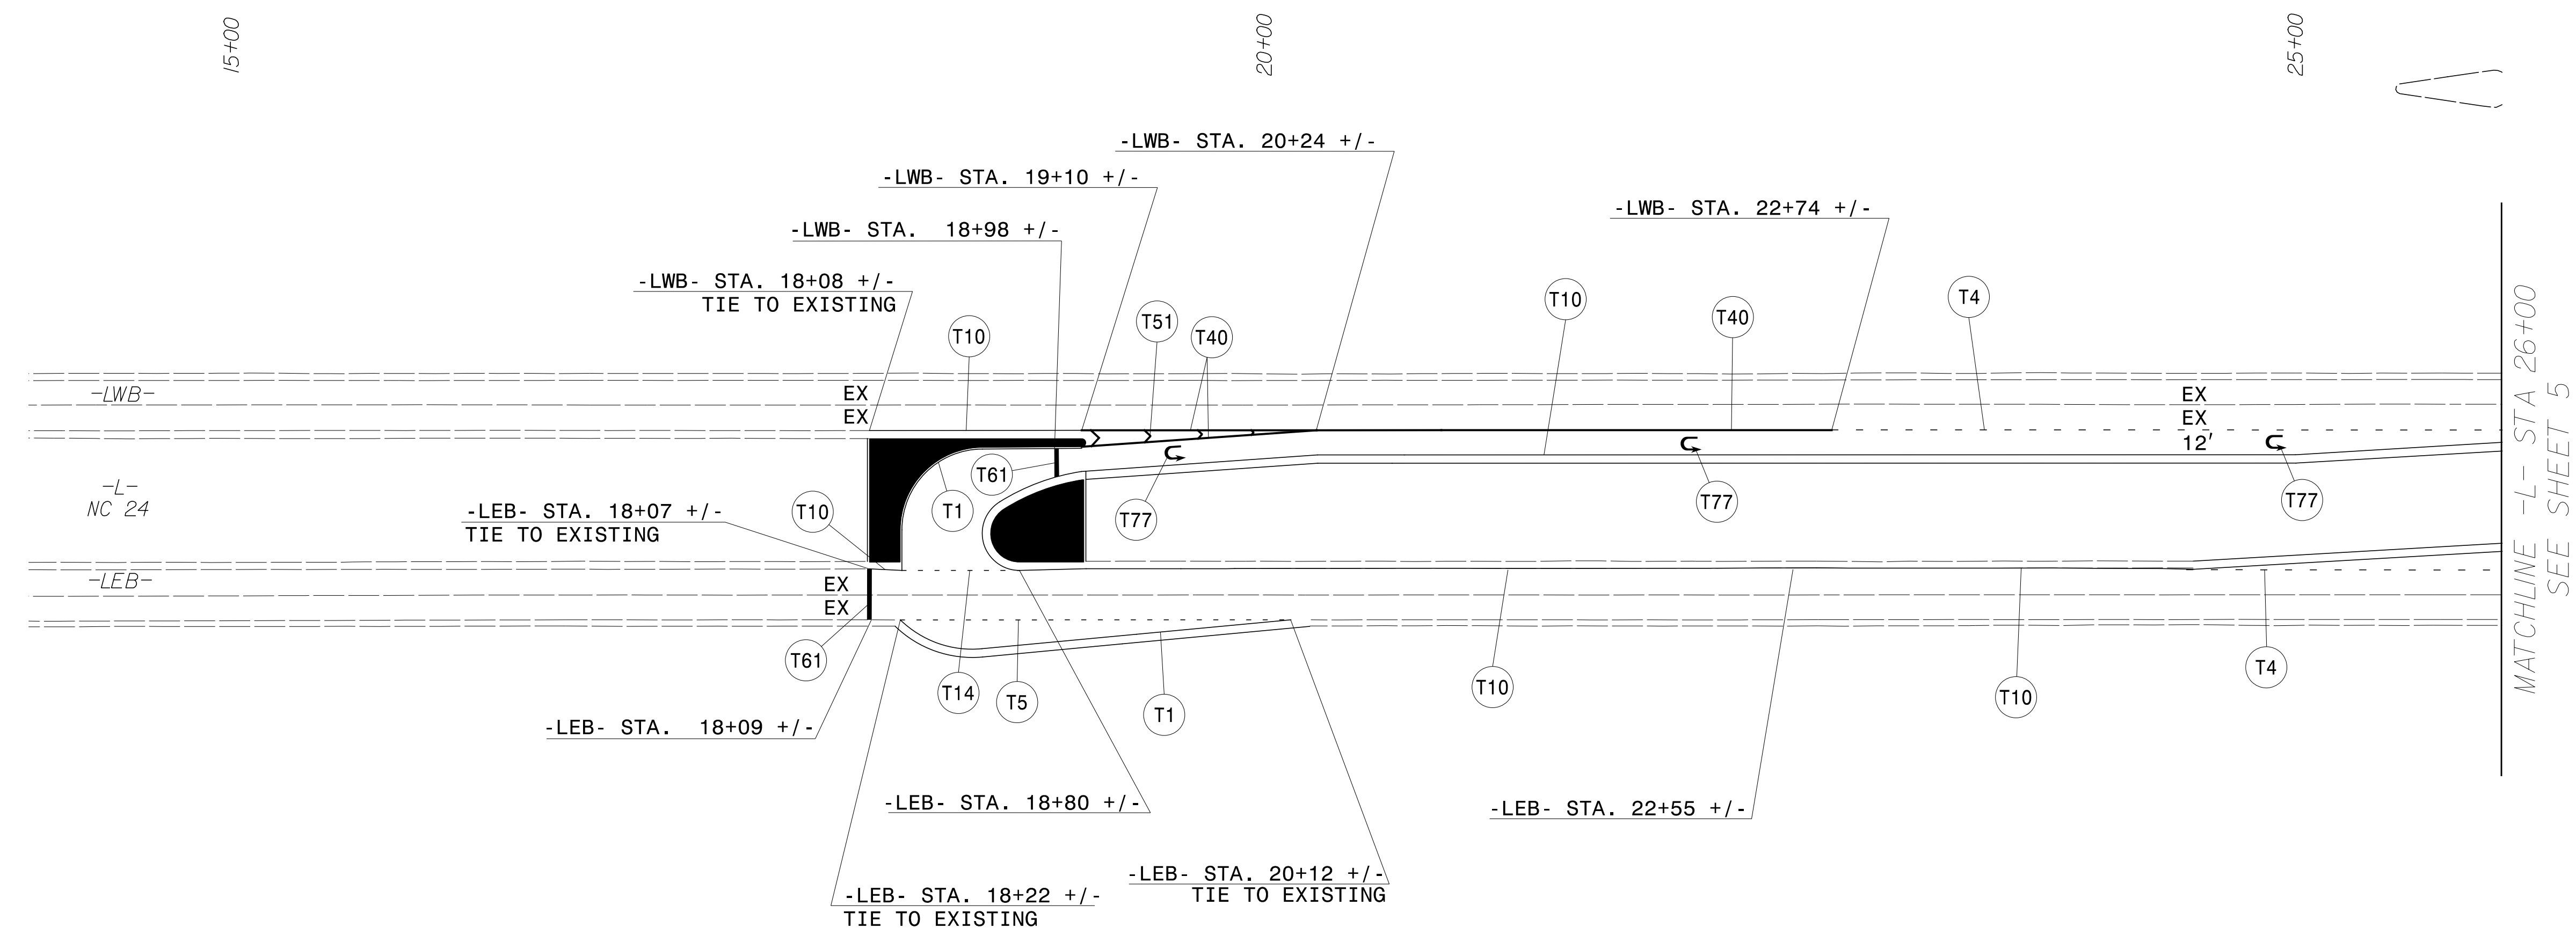 15+00
20+00
25+00
-LWB- STA. 20+24 +/-
-LWB- STA. 19+10 +/-
-LWB- STA. 22+74 +/-
-LWB- STA. 18+98 +/-
-LWB- STA. 18+08 +/-
TIE TO EXISTING
T10
T51
T40
T10
T40
T4
-LWB-
EX
EX
EX
EX
12'
-L-
NC 24
T61
T1
T77
T77
T77
T10
-LEB- STA. 18+07 +/-
TIE TO EXISTING
-LEB-
EX
EX
T61
T14
T5
T1
T10
T10
T4
-LEB- STA. 18+09 +/-
-LEB- STA. 18+80 +/-
-LEB- STA. 22+55 +/-
-LEB- STA. 20+12 +/-
TIE TO EXISTING
-LEB- STA. 18+22 +/-
TIE TO EXISTING
MATCHLINE -L- STA 26+00
SEE SHEET 5